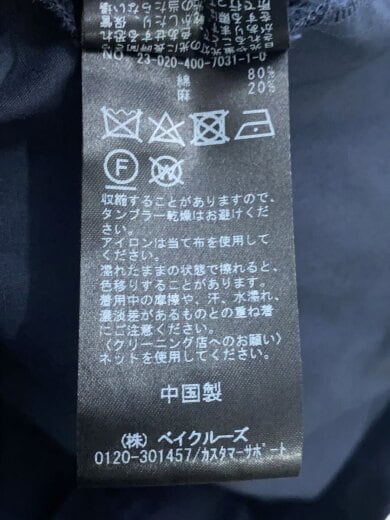 23-020-400-7031-1-0
80%
20%
F
W
収縮することがありますので、
タンブラー乾燥はお避けくだ
さい。
アイロンは当て布を使用して
ください。
濡れたままの状態で擦れると、
色移りすることがあります。
着用中の摩擦や、汗、水濡れ、
濃淡差があるものとの重ね着
にご注意ください。
〈クリーニング店へのお願い〉
ネットを使用してください。
中国製
(株) ベイクルーズ
0120-301457/カスタマーサポート